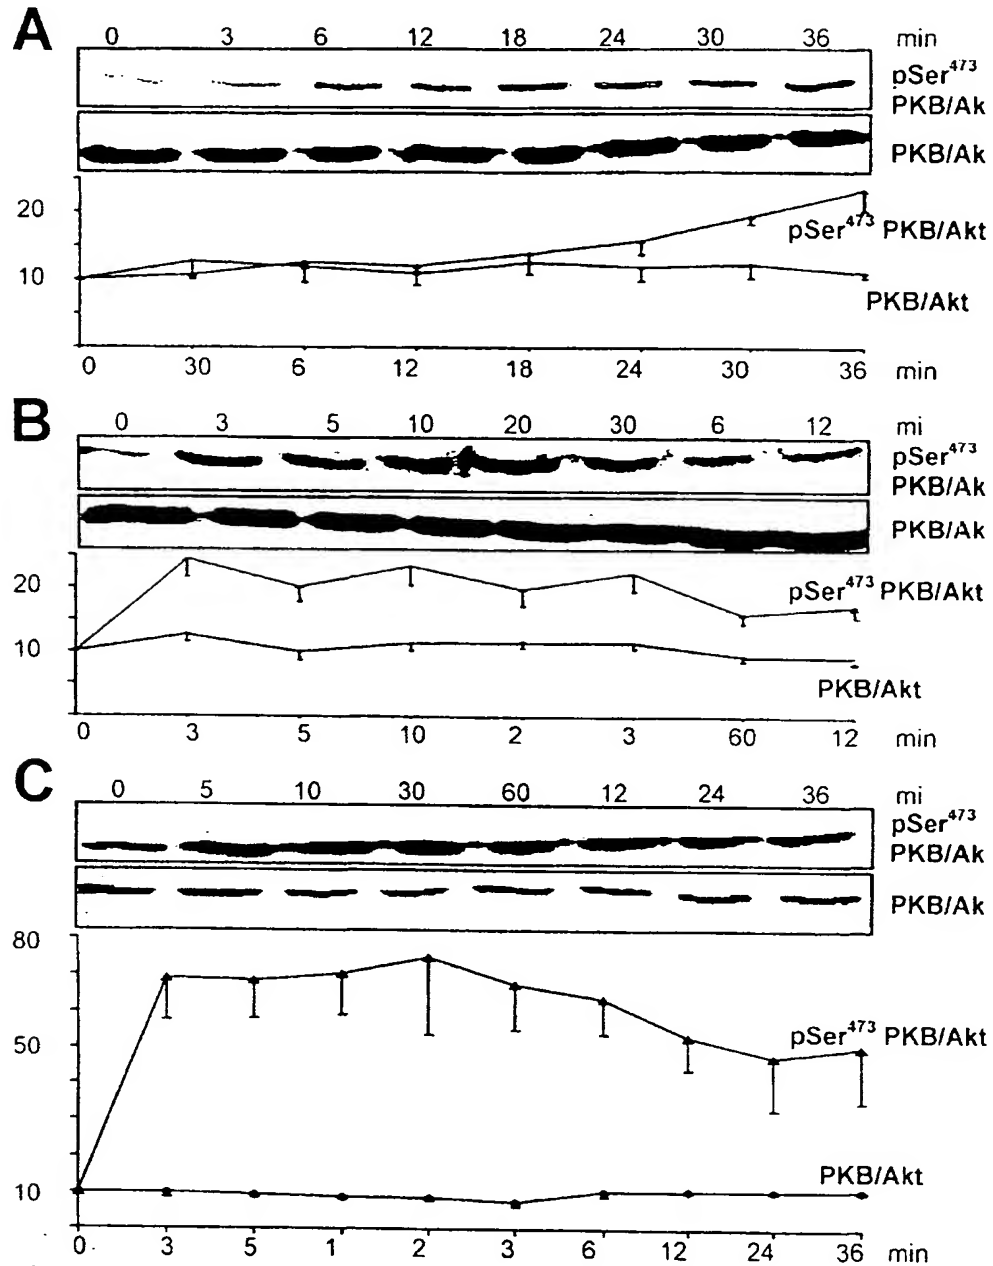 A
0 3 6 12 18 24 30 36 min
pSer473
PKB/Ak
PKB/Ak
20
pSer473 PKB/Akt
10
PKB/Akt
0 30 6 12 18 24 30 36 min
B
0 3 5 10 20 30 6 12 mi
pSer473
PKB/Ak
PKB/Ak
20
pSer473 PKB/Akt
10
PKB/Akt
0 3 5 10 2 3 60 12 min
C
0 5 10 30 60 12 24 36 mi
pSer473
PKB/Ak
PKB/Ak
80
50
pSer473 PKB/Akt
PKB/Akt
10
0 3 5 1 2 3 6 12 24 36 min